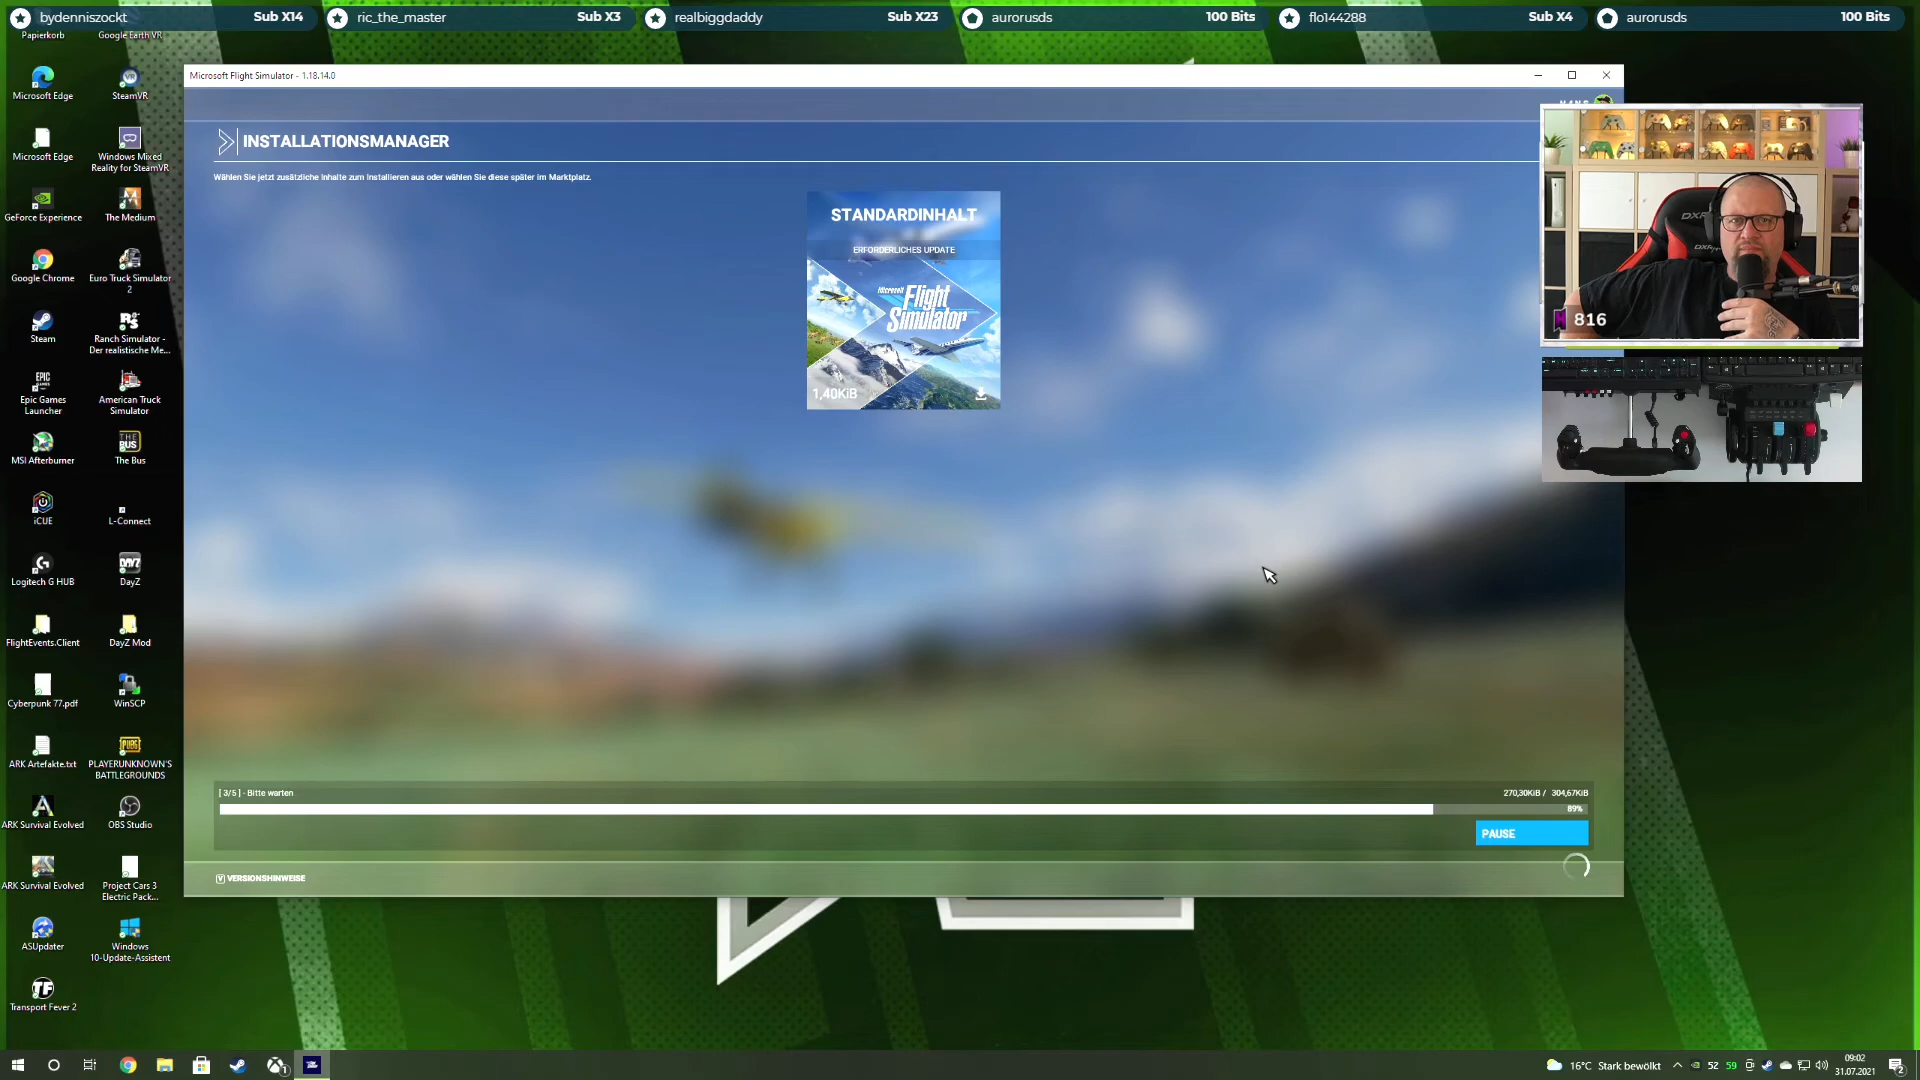 bydenniszockt Sub X14
ric_the_master Sub X3
realbiggdaddy Sub X23
aurorusds 100 Bits
flo144288 Sub X4
aurorusds 100 Bits
Papierkorb
Google Earth VR
Microsoft Edge
SteamVR
Microsoft Edge
Windows Mixed
Reality for SteamVR
GeForce Experience
The Medium
Google Chrome
Euro Truck Simulator
2
Steam
Ranch Simulator -
Der realistische Me...
Epic Games
Launcher
American Truck
Simulator
MSI Afterburner
The Bus
iCUE
L-Connect
Logitech G HUB
DayZ
FlightEvents.Client
DayZ Mod
Cyberpunk 77.pdf
WinSCP
ARK Artefakte.txt
PLAYERUNKNOWN'S
BATTLEGROUNDS
ARK Survival Evolved
OBS Studio
ARK Survival Evolved
Project Cars 3
Electric Pack...
ASUpdater
Windows
10-Update-Assistent
Transport Fever 2
Microsoft Flight Simulator - 1.18.14.0
INSTALLATIONSMANAGER
Wählen Sie jetzt zusätzliche Inhalte zum Installieren aus oder wählen Sie diese später im Marktplatz.
STANDARDINHALT
ERFORDERLICHES UPDATE
Microsoft
Flight
Simulator
1,40KiB
816
[ 3/5 ] - Bitte warten
270,30KiB / 304,67KiB
89%
PAUSE
V VERSIONSHINWEISE
16°C Stark bewölkt
52 59
09:02
31.07.2021
2